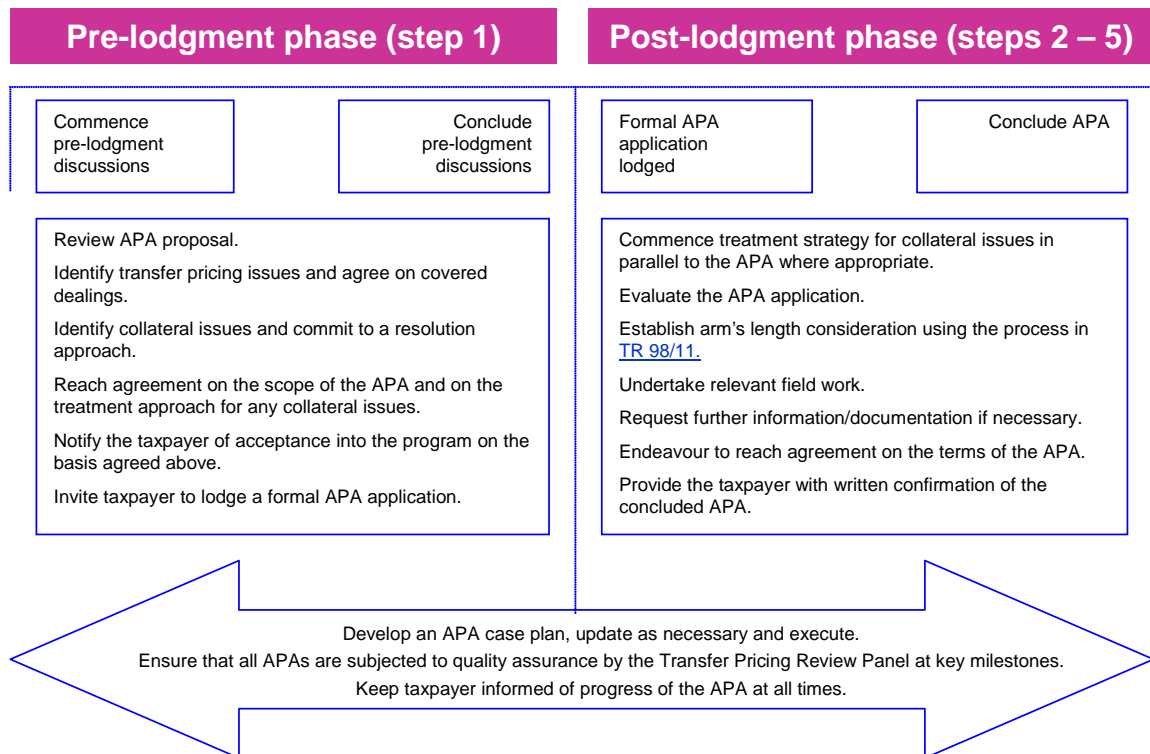 Pre-lodgment phase (step 1)
Post-lodgment phase (steps 2 – 5)
Commence
pre-lodgment
discussions
Conclude
pre-lodgment
discussions
Formal APA
application
lodged
Conclude APA
Review APA proposal.
Identify transfer pricing issues and agree on covered
dealings.
Identify collateral issues and commit to a resolution
approach.
Reach agreement on the scope of the APA and on the
treatment approach for any collateral issues.
Notify the taxpayer of acceptance into the program on the
basis agreed above.
Invite taxpayer to lodge a formal APA application.
Commence treatment strategy for collateral issues in
parallel to the APA where appropriate.
Evaluate the APA application.
Establish arm's length consideration using the process in
TR 98/11.
Undertake relevant field work.
Request further information/documentation if necessary.
Endeavour to reach agreement on the terms of the APA.
Provide the taxpayer with written confirmation of the
concluded APA.
Develop an APA case plan, update as necessary and execute.
Ensure that all APAs are subjected to quality assurance by the Transfer Pricing Review Panel at key milestones.
Keep taxpayer informed of progress of the APA at all times.